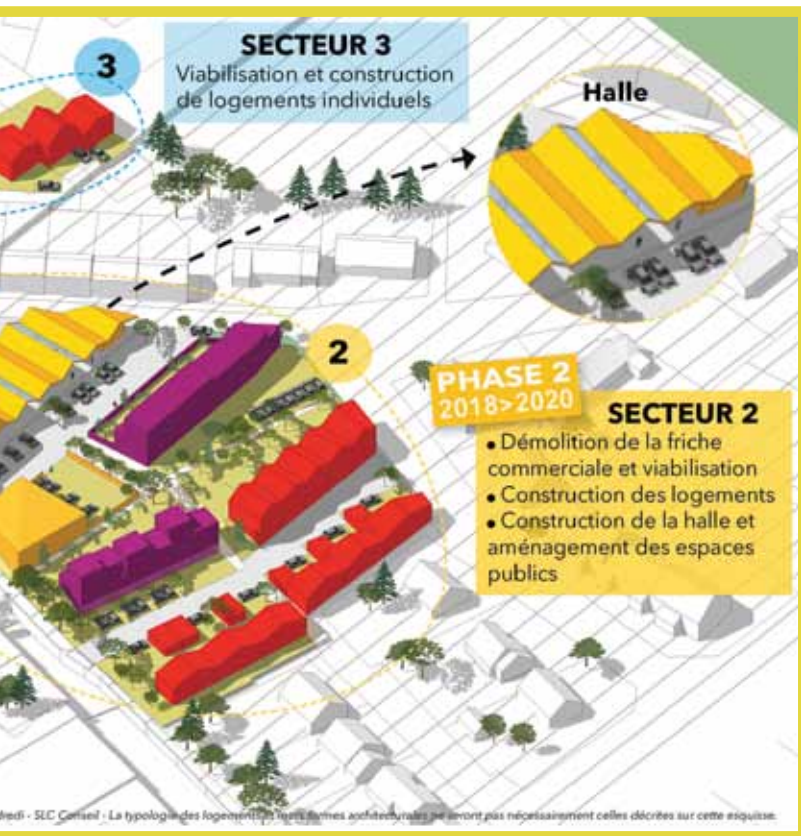 3
SECTEUR 3
Viabilisation et construction
de logements individuels
Halle
2
PHASE 2
2018>2020
SECTEUR 2
• Démolition de la friche
commerciale et viabilisation
• Construction des logements
• Construction de la halle et
aménagement des espaces
publics
dredi - SLC Conseil - La typologie des logements et leurs formes architecturales ne seront pas nécessairement celles décrites sur cette esquisse.